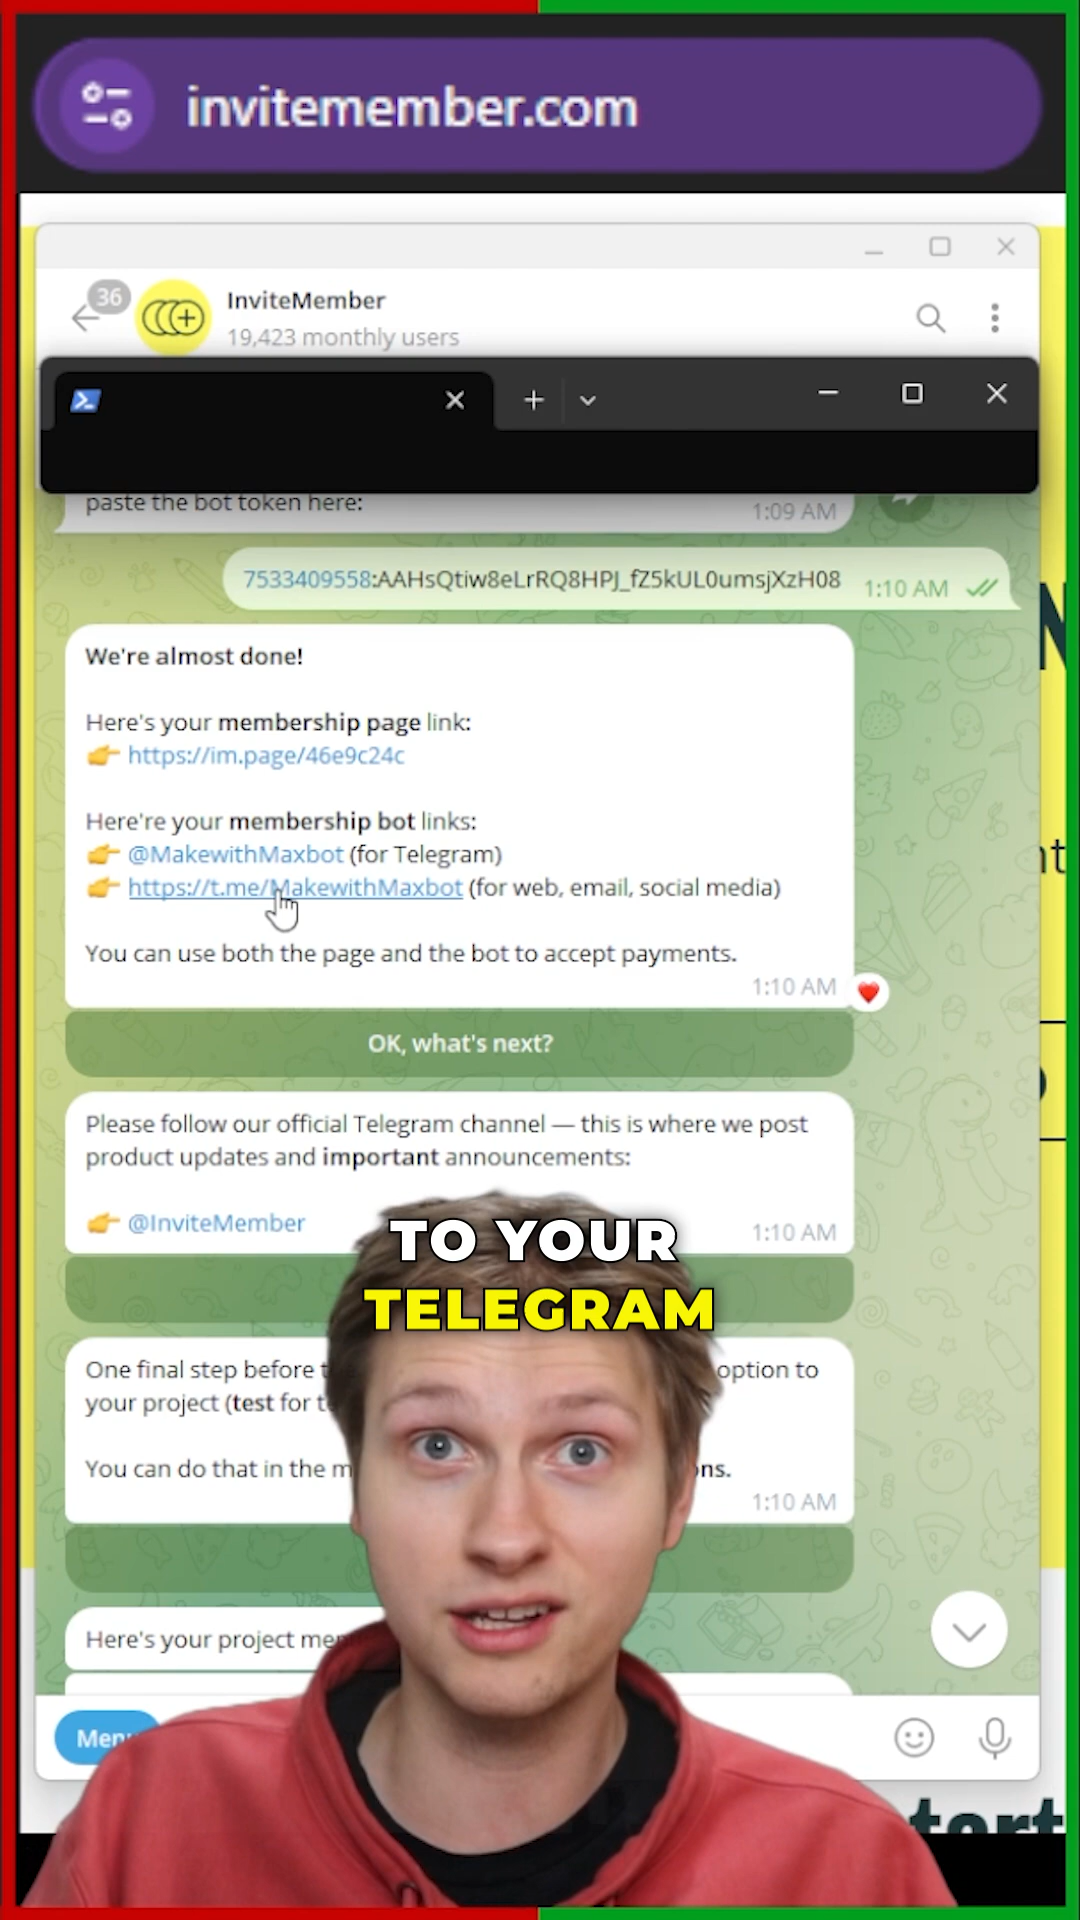 invitemember.com
36
InviteMember
19,423 monthly users
paste the bot token here:
1:09 AM
7533409558:AAHsQtiw8eLrRQ8HPJ_fZ5kUL0umsjXzH08
1:10 AM
We're almost done!
Here's your membership page link:
👉 https://im.page/46e9c24c
Here're your membership bot links:
👉 @MakewithMaxbot (for Telegram)
👉 https://t.me/MakewithMaxbot (for web, email, social media)
You can use both the page and the bot to accept payments.
1:10 AM
OK, what's next?
Please follow our official Telegram channel — this is where we post
product updates and important announcements:
👉 @InviteMember
1:10 AM
TO YOUR
TELEGRAM
One final step before option to
your project (test for
You can do that in the
1:10 AM
Here's your project
Menu